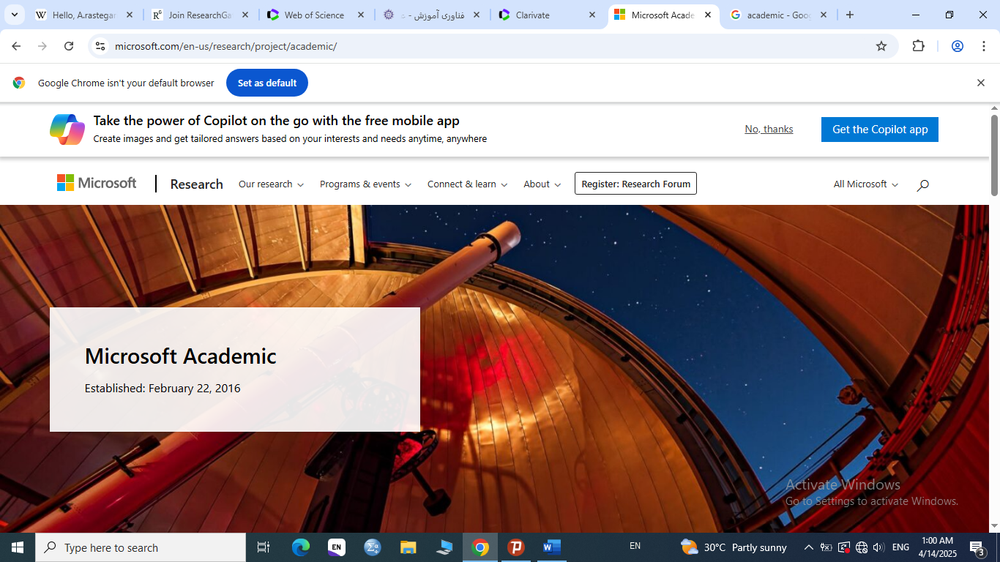 Hello, A.rastegar
Join ResearchGa
Web of Science
فناوری آموزش -
Clarivate
Microsoft Acade
academic - Goog
microsoft.com/en-us/research/project/academic/
Google Chrome isn't your default browser
Set as default
Take the power of Copilot on the go with the free mobile app
Create images and get tailored answers based on your interests and needs anytime, anywhere
No, thanks
Get the Copilot app
Microsoft
Research
Our research
Programs & events
Connect & learn
About
Register: Research Forum
All Microsoft
Microsoft Academic
Established: February 22, 2016
Activate Windows
Go to Settings to activate Windows.
Type here to search
EN
EN
30°C Partly sunny
ENG
1:00 AM
4/14/2025
3